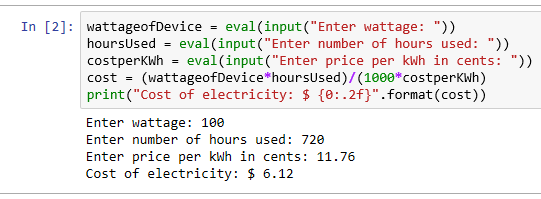 In [2]: wattageofDevice = eval(input("Enter wattage: "))
hoursUsed = eval(input("Enter number of hours used: "))
costperKWh = eval(input("Enter price per kWh in cents: "))
cost = (wattageofDevice*hoursUsed)/(1000*costperKWh)
print("Cost of electricity: $ {0:.2f}".format(cost))
Enter wattage: 100
Enter number of hours used: 720
Enter price per kWh in cents: 11.76
Cost of electricity: $ 6.12